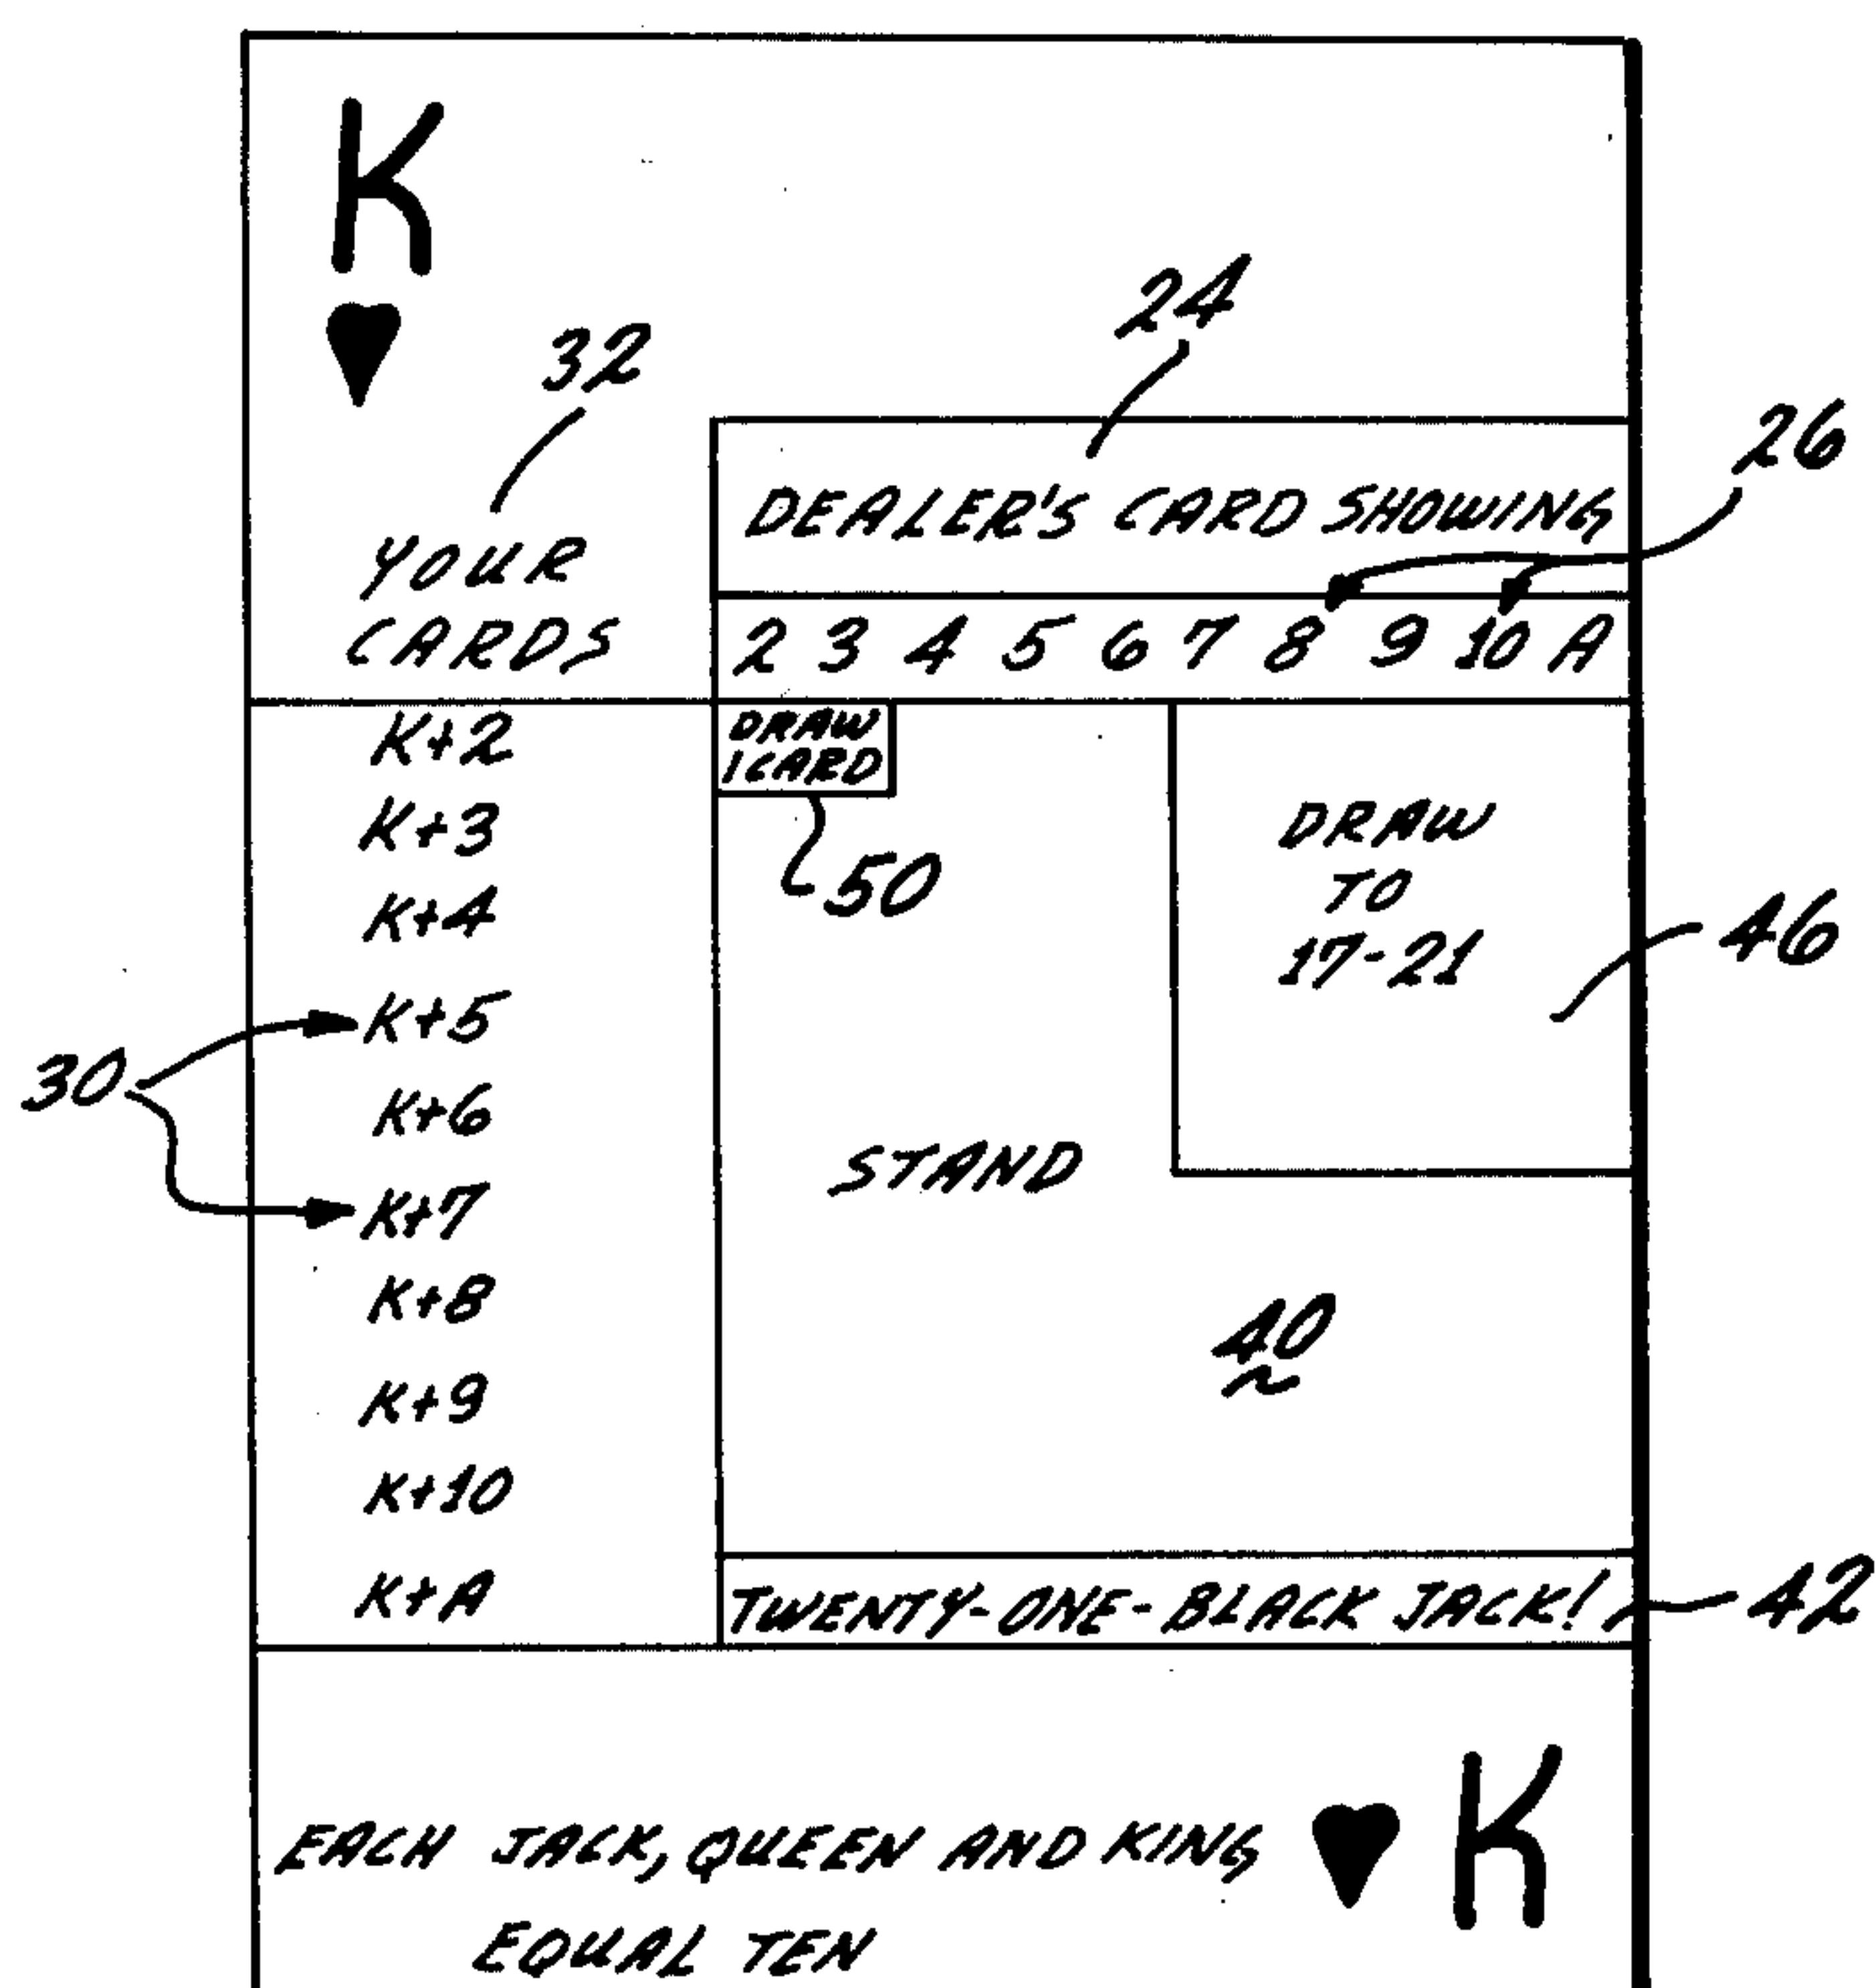 K
24
32
26
DEALER'S CARD SHOWING
YOUR
CARDS
2 3 4 5 6 7 8 9 10 A
K+2
DRAW
1 CARD
K+3
DRAW
TO
17-21
50
K+4
46
K+5
30
K+6
STAND
K+7
K+8
40
K+9
K+10
K+A
TWENTY-ONE-BLACK JACK!
42
K
EACH JACK, QUEEN AND KING
EQUAL TEN